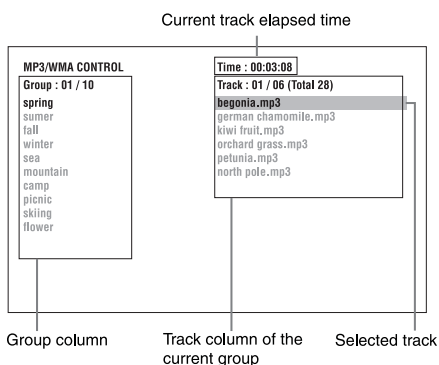 Current track elapsed time
MP3/WMA CONTROL
Group : 01 / 10
spring
sumer
fall
winter
sea
mountain
camp
picnic
skiing
flower
Time : 00:03:08
Track : 01 / 06 (Total 28)
begonia.mp3
german chamomile.mp3
kiwi fruit.mp3
orchard grass.mp3
petunia.mp3
north pole.mp3
Group column
Track column of the
current group
Selected track